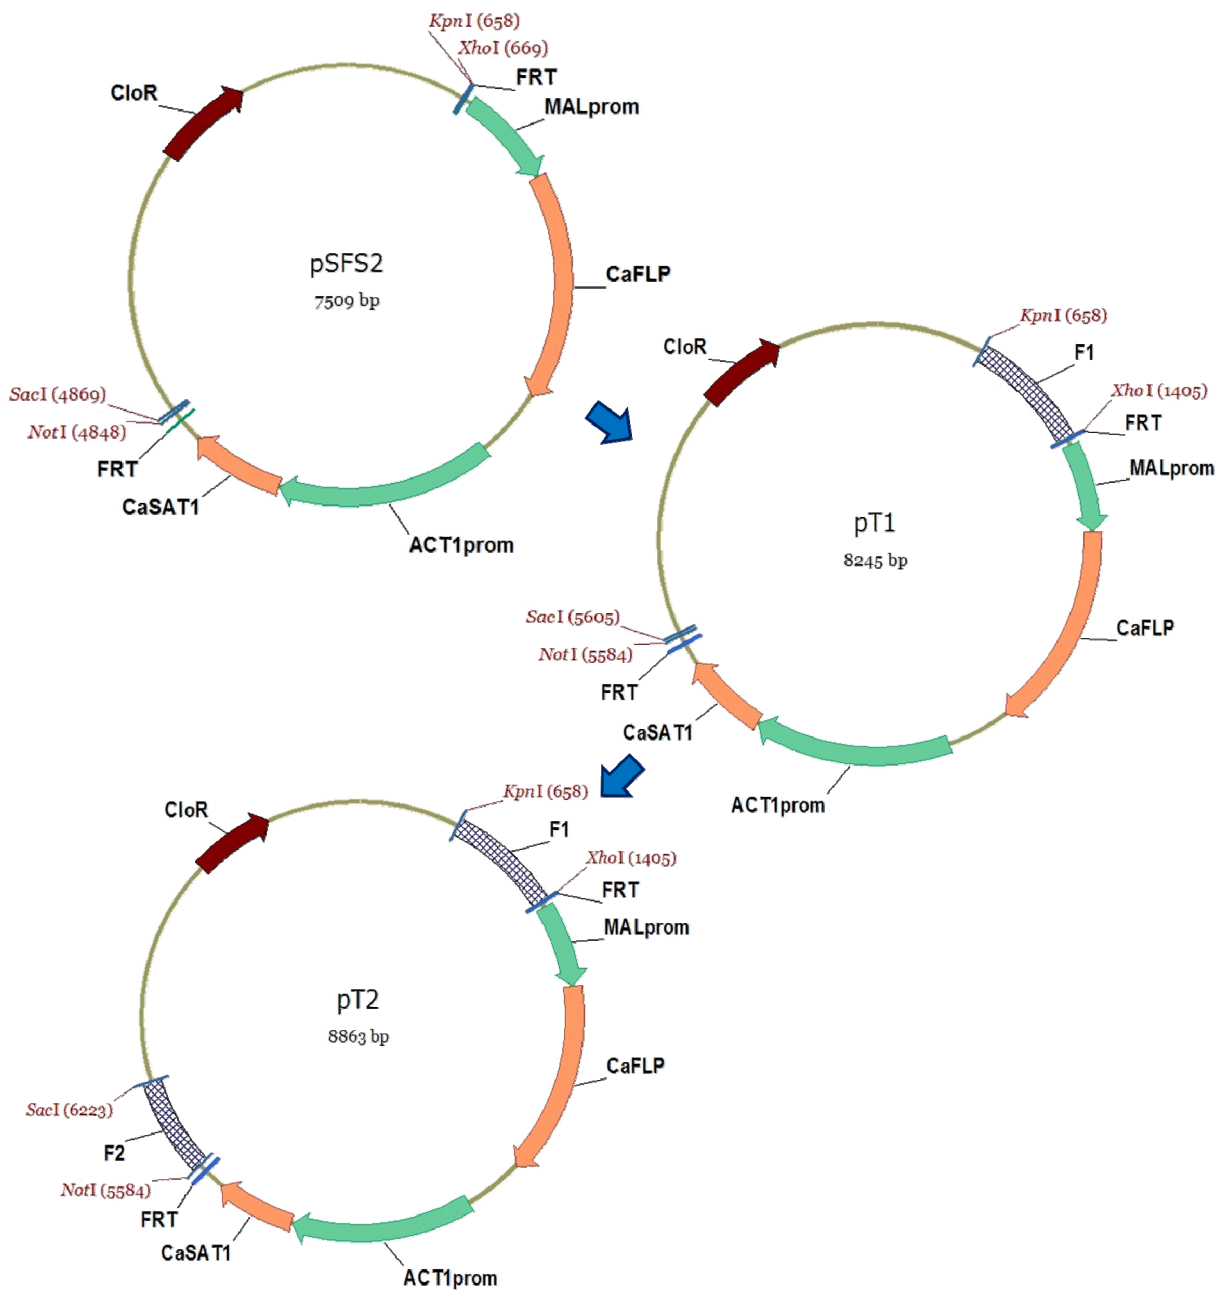 KpnI (658)
XhoI (669)
FRT
MALprom
CloR
pSFS2
7509 bp
CaFLP
SacI (4869)
NotI (4848)
FRT
CaSAT1
ACT1prom
KpnI (658)
F1
CloR
XhoI (1405)
FRT
MALprom
pT1
8245 bp
CaFLP
SacI (5605)
NotI (5584)
FRT
CaSAT1
ACT1prom
KpnI (658)
CloR
F1
XhoI (1405)
FRT
MALprom
pT2
8863 bp
CaFLP
SacI (6223)
F2
NotI (5584)
FRT
CaSAT1
ACT1prom